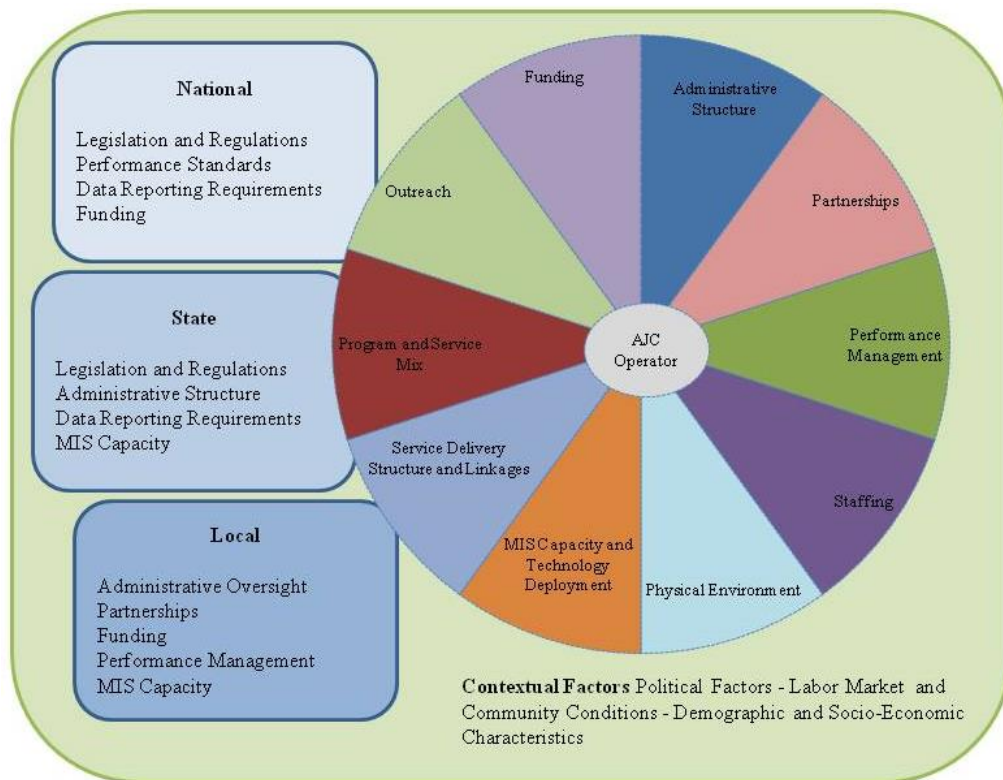 National
Legislation and Regulations
Performance Standards
Data Reporting Requirements
Funding
State
Legislation and Regulations
Administrative Structure
Data Reporting Requirements
MIS Capacity
Local
Administrative Oversight
Partnerships
Funding
Performance Management
MIS Capacity
Funding
Administrative
Structure
Partnerships
Performance
Management
Staffing
Physical Environment
MIS Capacity and
Technology
Deployment
Service Delivery
Structure and Linkages
Program and Service
Mix
Outreach
AJC
Operator
Contextual Factors Political Factors - Labor Market and
Community Conditions - Demographic and Socio-Economic
Characteristics